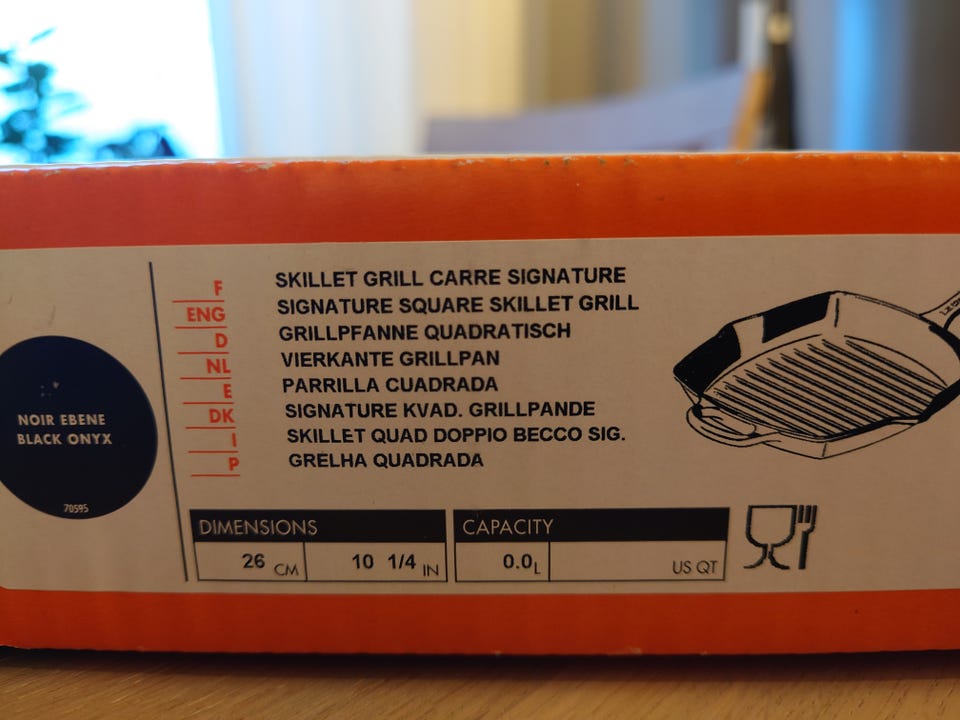 NOIR EBENE
BLACK ONYX
70595
F SKILLET GRILL CARRE SIGNATURE
ENG SIGNATURE SQUARE SKILLET GRILL
D GRILLPFANNE QUADRATISCH
NL VIERKANTE GRILLPAN
E PARRILLA CUADRADA
DK SIGNATURE KVAD. GRILLPANDE
I SKILLET QUAD DOPPIO BECCO SIG.
P GRELHA QUADRADA
DIMENSIONS
26 CM 10 1/4 IN
CAPACITY
0.0 L US QT